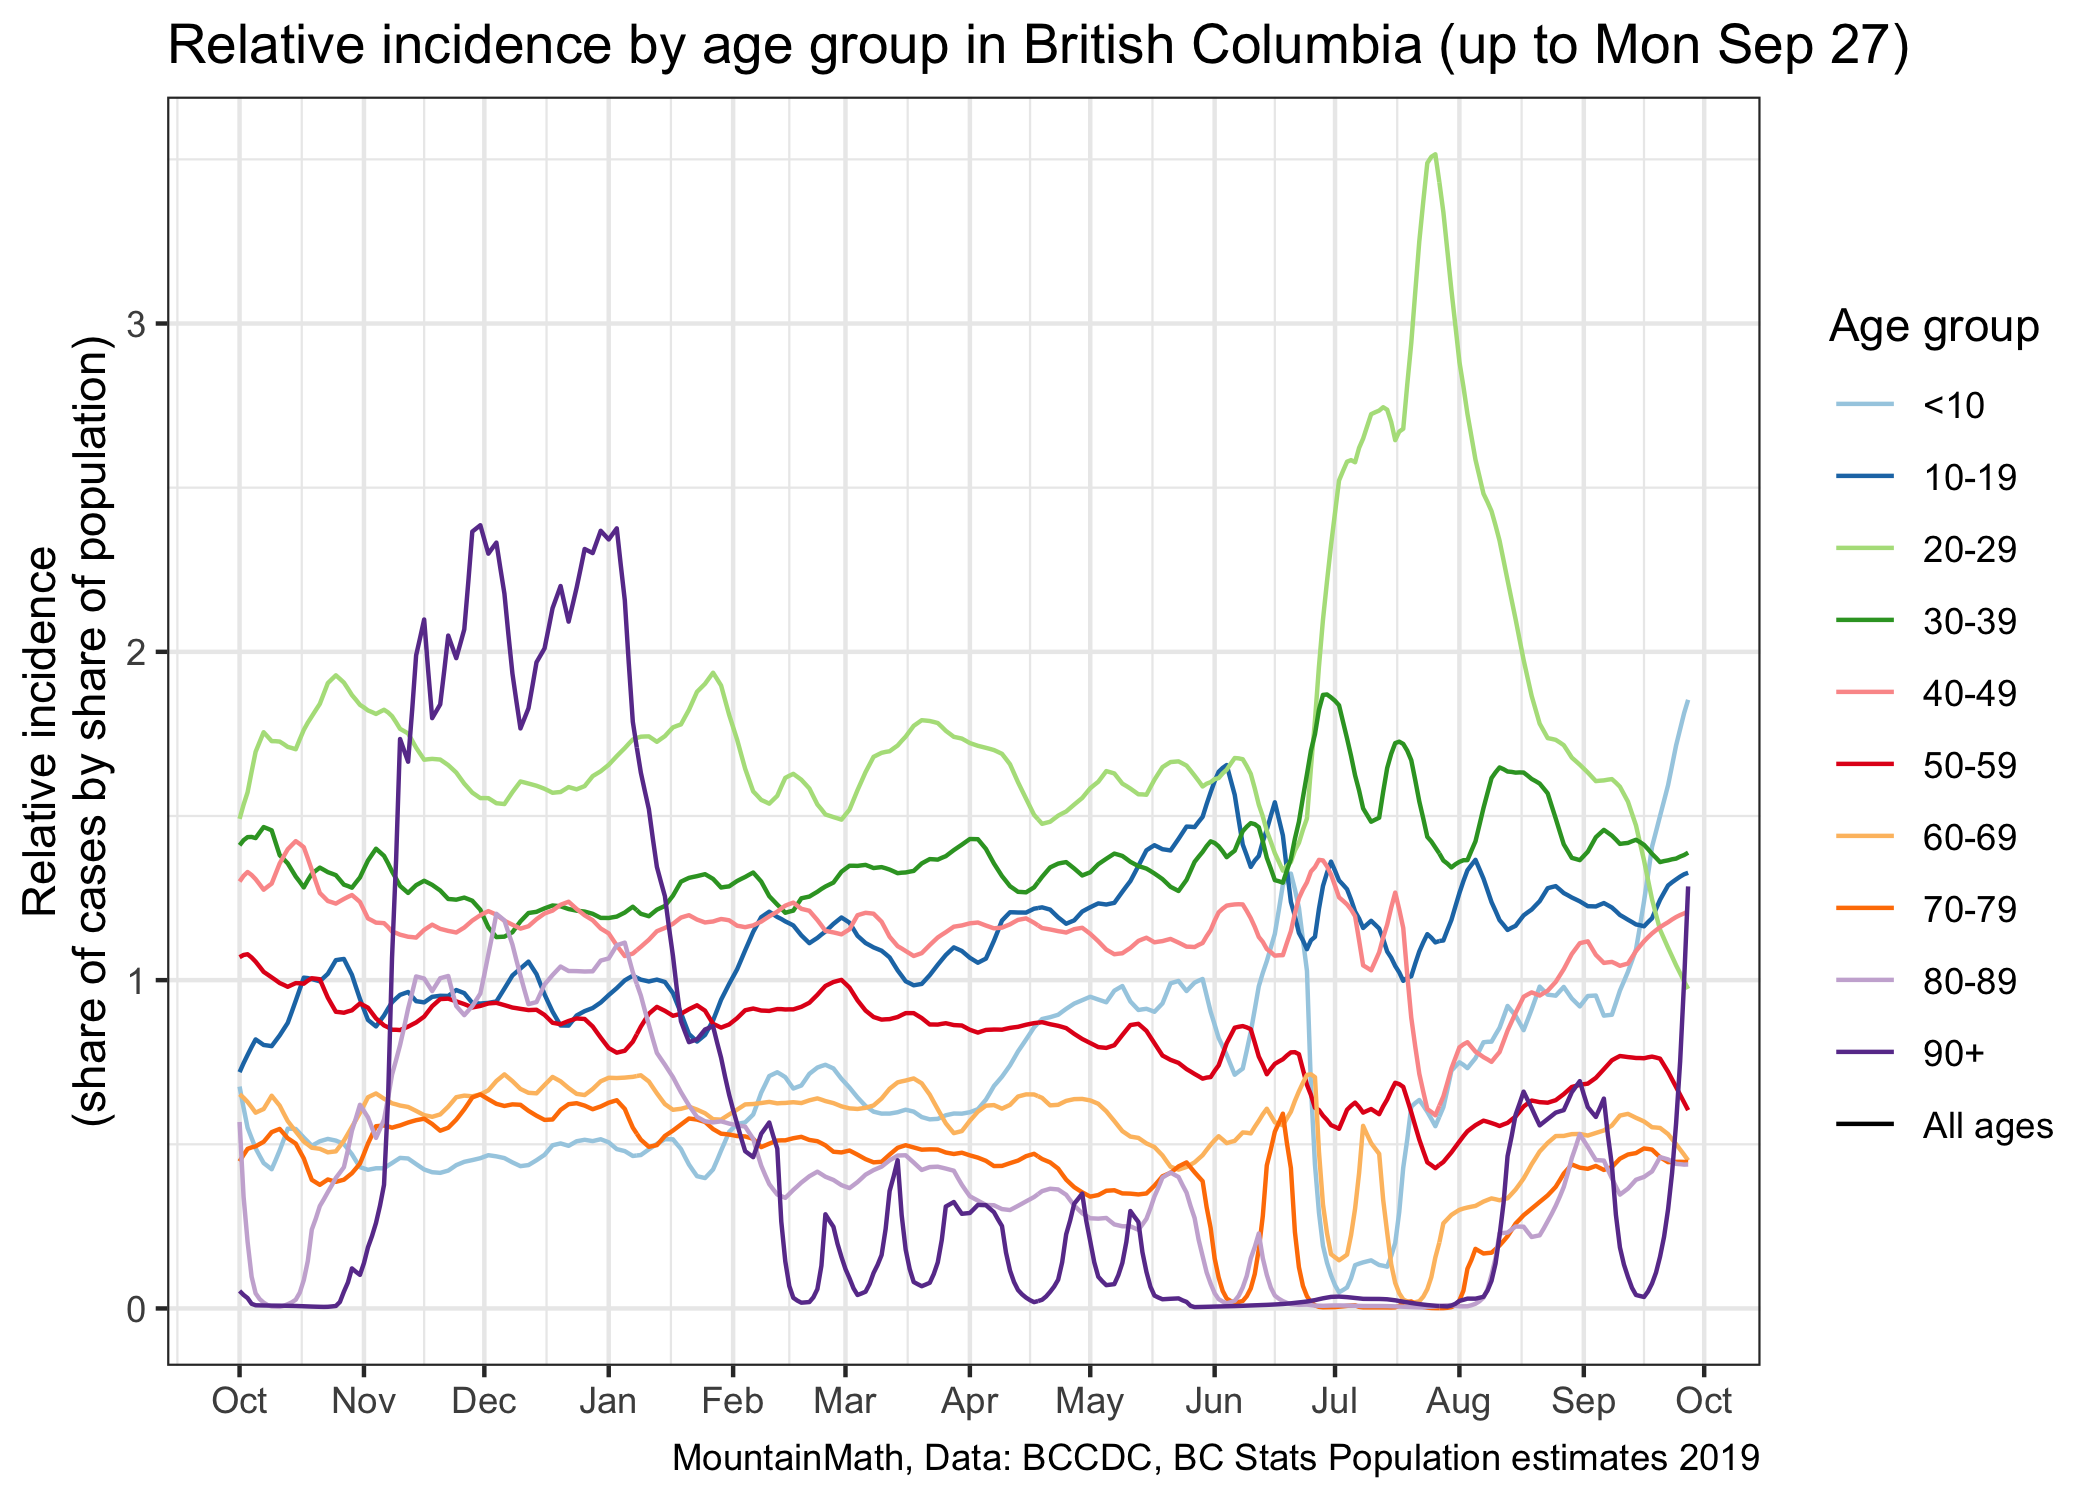 Relative incidence by age group in British Columbia (up to Mon Sep 27)
Relative incidence
(share of cases by share of population)
3
2
1
0
Oct Nov Dec Jan Feb Mar Apr May Jun Jul Aug Sep Oct
Age group
<10
10-19
20-29
30-39
40-49
50-59
60-69
70-79
80-89
90+
All ages
MountainMath, Data: BCCDC, BC Stats Population estimates 2019